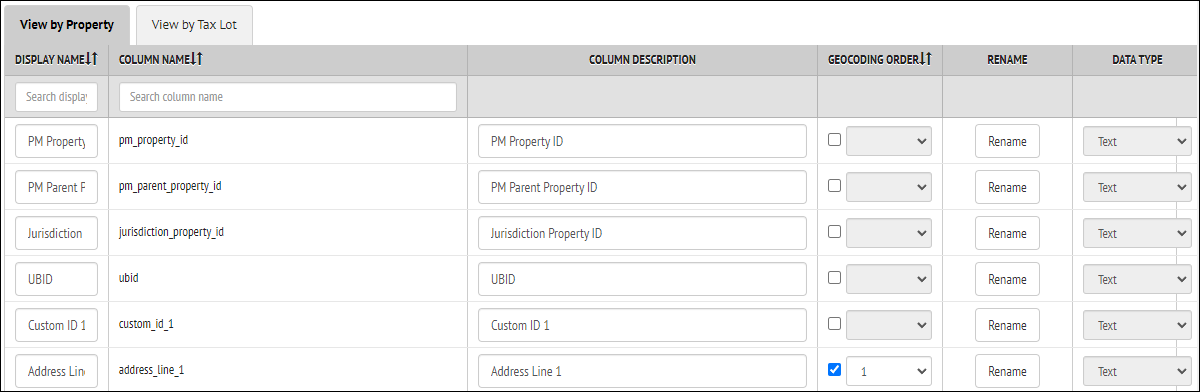 View by Property View by Tax Lot
DISPLAY NAME COLUMN NAME COLUMN DESCRIPTION GEOCODING ORDER RENAME DATA TYPE
Search display Search column name
PM Property pm_property_id PM Property ID Rename Text
PM Parent P pm_parent_property_id PM Parent Property ID Rename Text
Jurisdiction jurisdiction_property_id Jurisdiction Property ID Rename Text
UBID ubid UBID Rename Text
Custom ID 1 custom_id_1 Custom ID 1 Rename Text
Address Lin address_line_1 Address Line 1 1 Rename Text